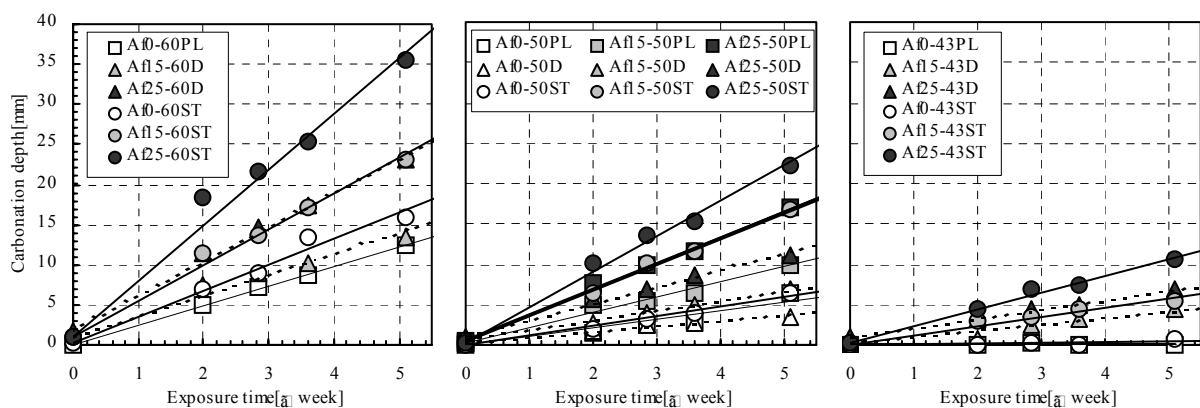 Carbonation depth[mm]
40
35
30
25
20
15
10
5
0
Af0-60PL
Af15-60D
Af25-60D
Af0-60ST
Af15-60ST
Af25-60ST
0 1 2 3 4 5
Exposure time[ã week]
Af0-50PL Af15-50PL Af25-50PL
Af0-50D Af15-50D Af25-50D
Af0-50ST Af15-50ST Af25-50ST
0 1 2 3 4 5
Exposure time[ã week]
Af0-43PL
Af15-43D
Af25-43D
Af0-43ST
Af15-43ST
Af25-43ST
0 1 2 3 4 5
Exposure time[ã week]